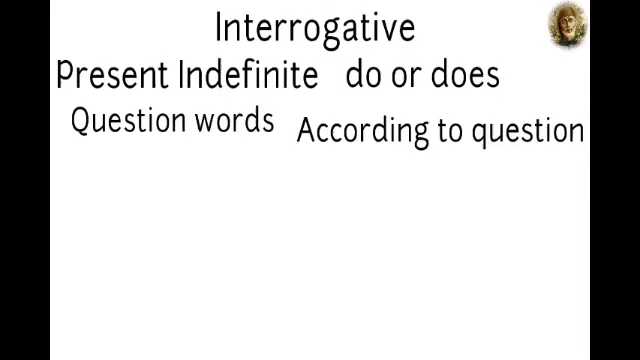 Interrogative
Present Indefinite do or does
Question words According to question